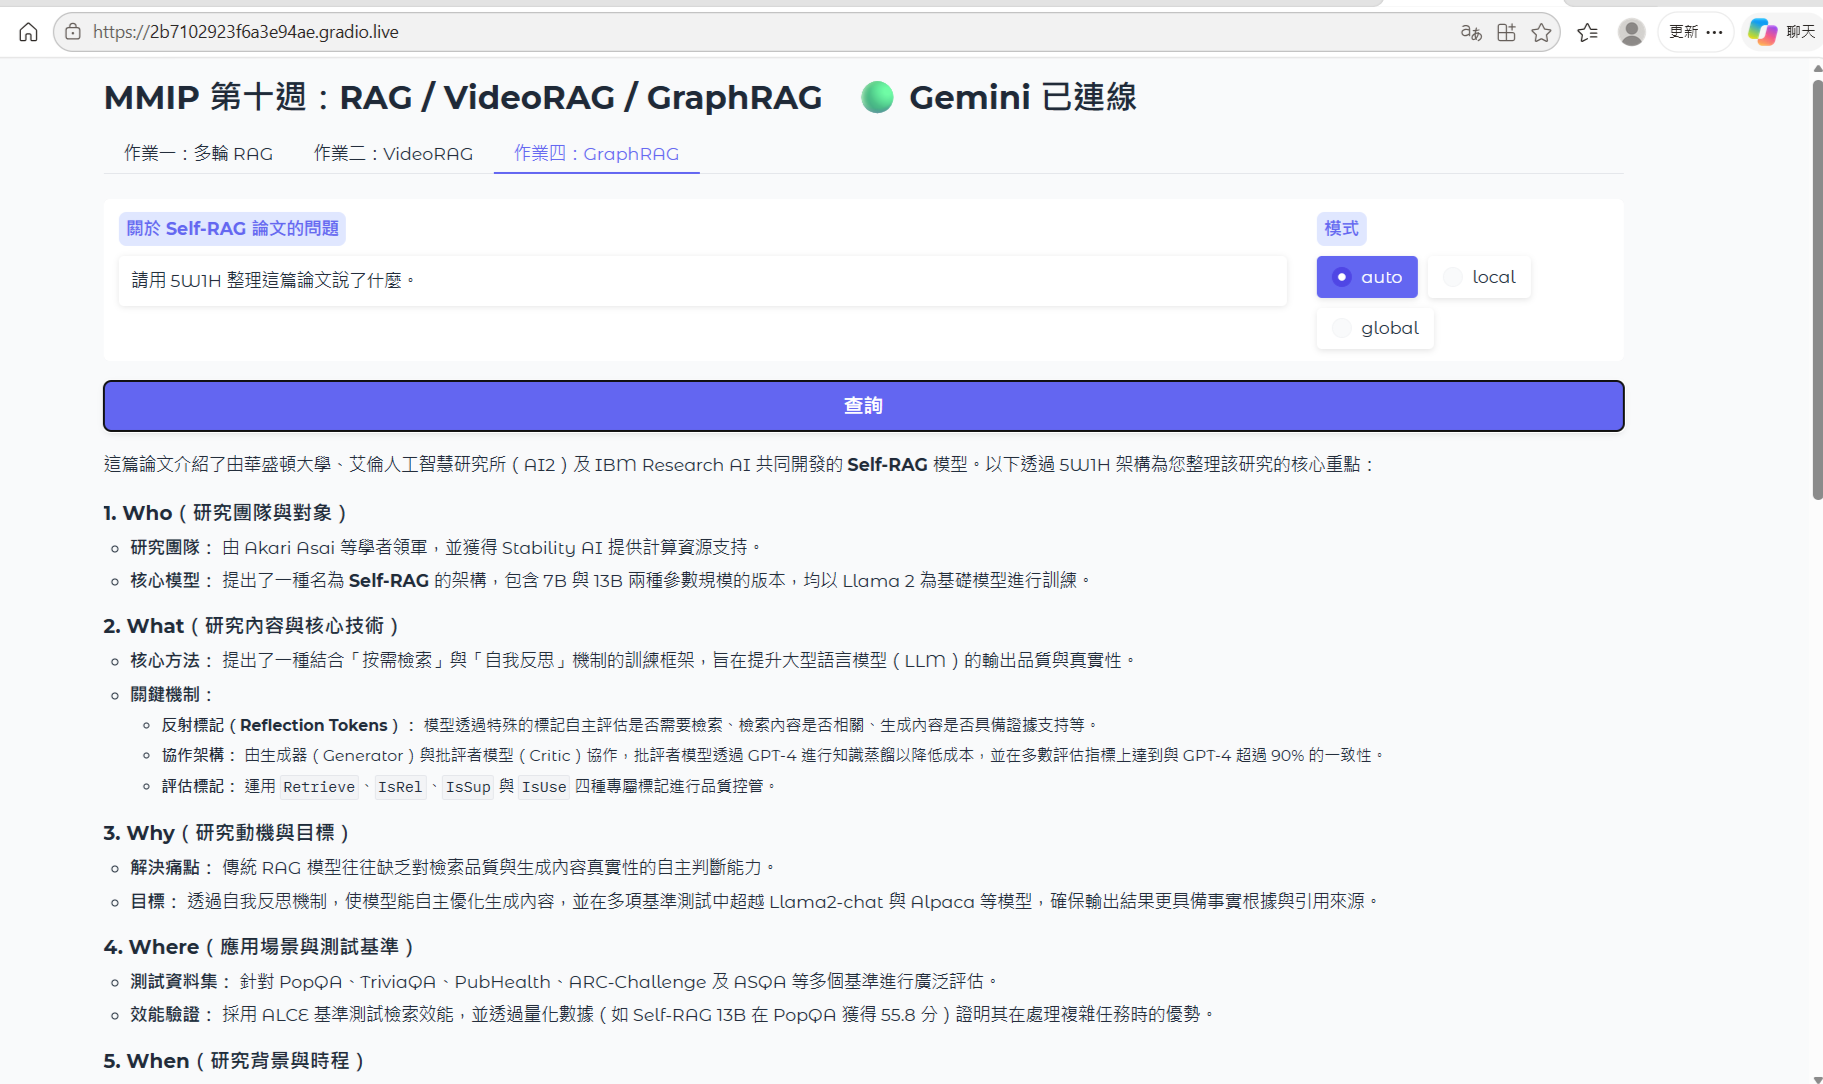 https://2b7102923f6a3e94ae.gradio.live
更新
聊天
MMIP 第十週：RAG / VideoRAG / GraphRAG Gemini 已連線
作業一：多輪 RAG 作業二：VideoRAG 作業四：GraphRAG
關於 Self-RAG 論文的問題
請用 5W1H 整理這篇論文說了什麼。
模式
auto
local
global
查詢
這篇論文介紹了由華盛頓大學、艾倫人工智慧研究所（AI2）及 IBM Research AI 共同開發的 Self-RAG 模型。以下透過 5W1H 架構為您整理該研究的核心重點：
1. Who（研究團隊與對象）
研究團隊： 由 Akari Asai 等學者領軍，並獲得 Stability AI 提供計算資源支持。
核心模型： 提出了一種名為 Self-RAG 的架構，包含 7B 與 13B 兩種參數規模的版本，均以 Llama 2 為基礎模型進行訓練。
2. What（研究內容與核心技術）
核心方法： 提出了一種結合「按需檢索」與「自我反思」機制的訓練框架，旨在提升大型語言模型（LLM）的輸出品質與真實性。
關鍵機制：
反射標記（Reflection Tokens）： 模型透過特殊的標記自主評估是否需要檢索、檢索內容是否相關、生成內容是否具備證據支持等。
協作架構： 由生成器（Generator）與批評者模型（Critic）協作，批評者模型透過 GPT-4 進行知識蒸餾以降低成本，並在多數評估指標上達到與 GPT-4 超過 90% 的一致性。
評估標記： 運用 Retrieve、IsRel、IsSup 與 IsUse 四種專屬標記進行品質控管。
3. Why（研究動機與目標）
解決痛點： 傳統 RAG 模型往往缺乏對檢索品質與生成內容真實性的自主判斷能力。
目標： 透過自我反思機制，使模型能自主優化生成內容，並在多項基準測試中超越 Llama2-chat 與 Alpaca 等模型，確保輸出結果更具備事實根據與引用來源。
4. Where（應用場景與測試基準）
測試資料集： 針對 PopQA、TriviaQA、PubHealth、ARC-Challenge 及 ASQA 等多個基準進行廣泛評估。
效能驗證： 採用 ALCE 基準測試檢索效能，並透過量化數據（如 Self-RAG 13B 在 PopQA 獲得 55.8 分）證明其在處理複雜任務時的優勢。
5. When（研究背景與時程）